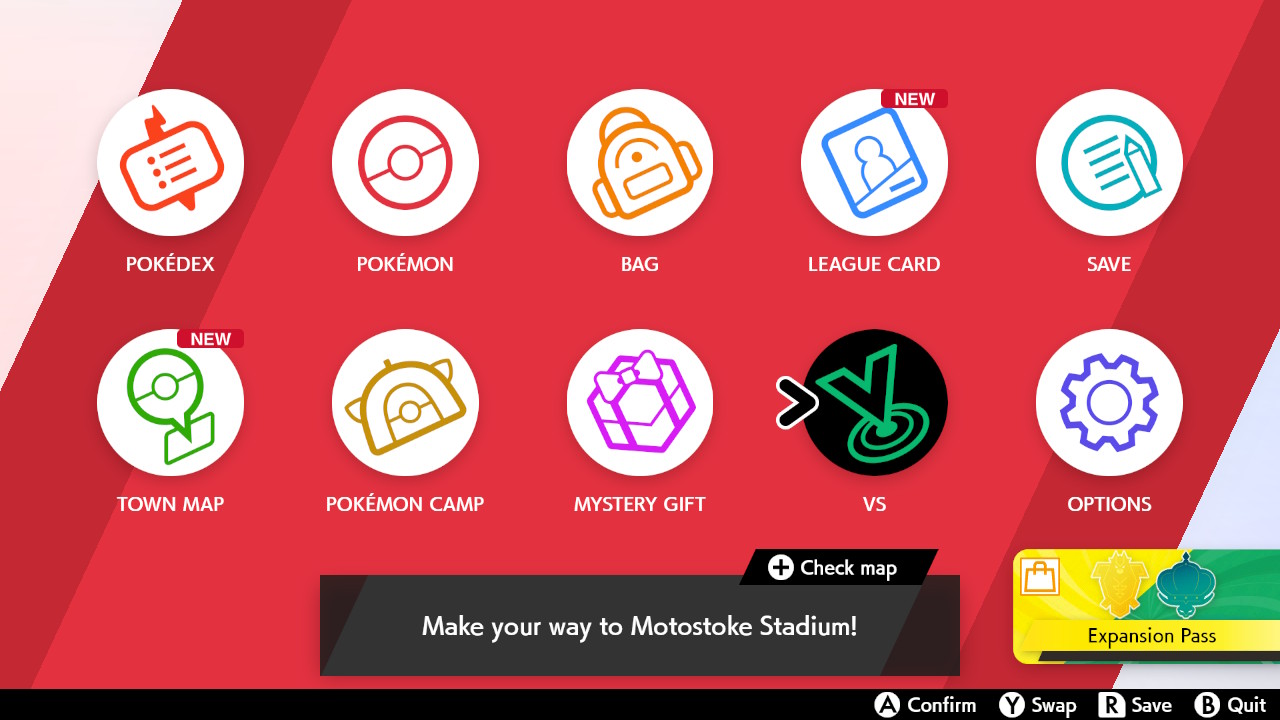 NEW
POKÉDEX
POKÉMON
BAG
LEAGUE CARD
SAVE
NEW
TOWN MAP
POKÉMON CAMP
MYSTERY GIFT
VS
OPTIONS
Check map
Make your way to Motostoke Stadium!
Expansion Pass
A Confirm Y Swap R Save B Quit